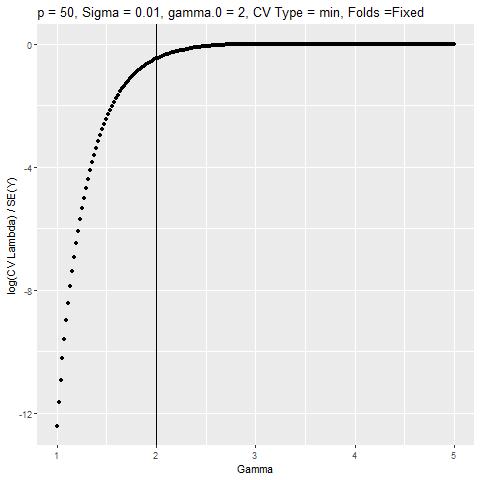 p = 50, Sigma = 0.01, gamma.0 = 2, CV Type = min, Folds =Fixed
log(CV Lambda) / SE(Y)
0
-4
-8
-12
1 2 3 4 5
Gamma